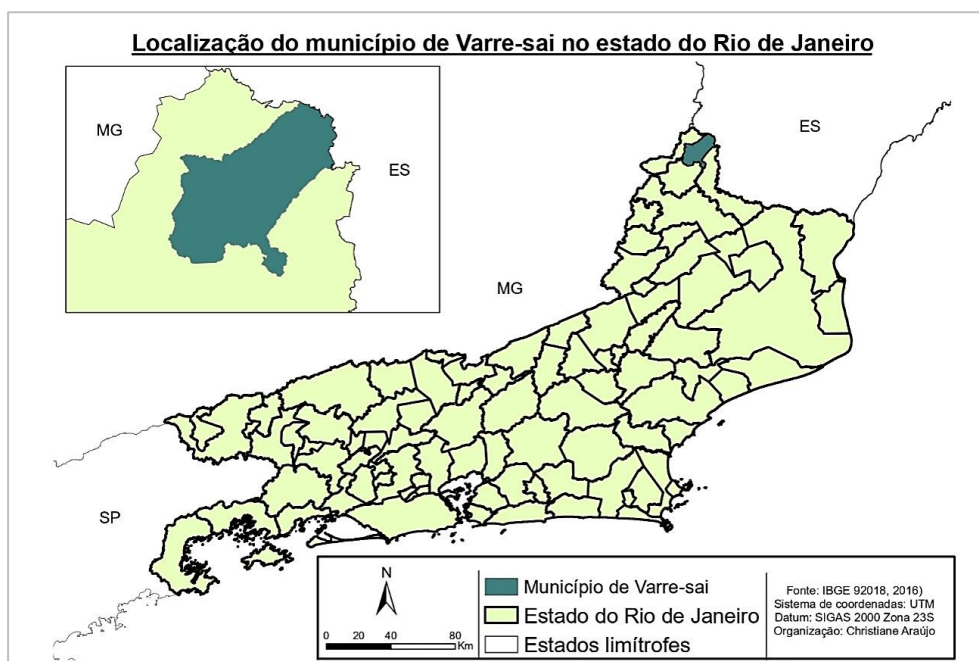 Localização do município de Varre-sai no estado do Rio de Janeiro
MG
ES
ES
MG
SP
N
0 20 40 80
Km
Município de Varre-sai
Estado do Rio de Janeiro
Estados limítrofes
Fonte: IBGE 92018, 2016)
Sistema de coordenadas: UTM
Datum: SIGAS 2000 Zona 23S
Organização: Christiane Araújo